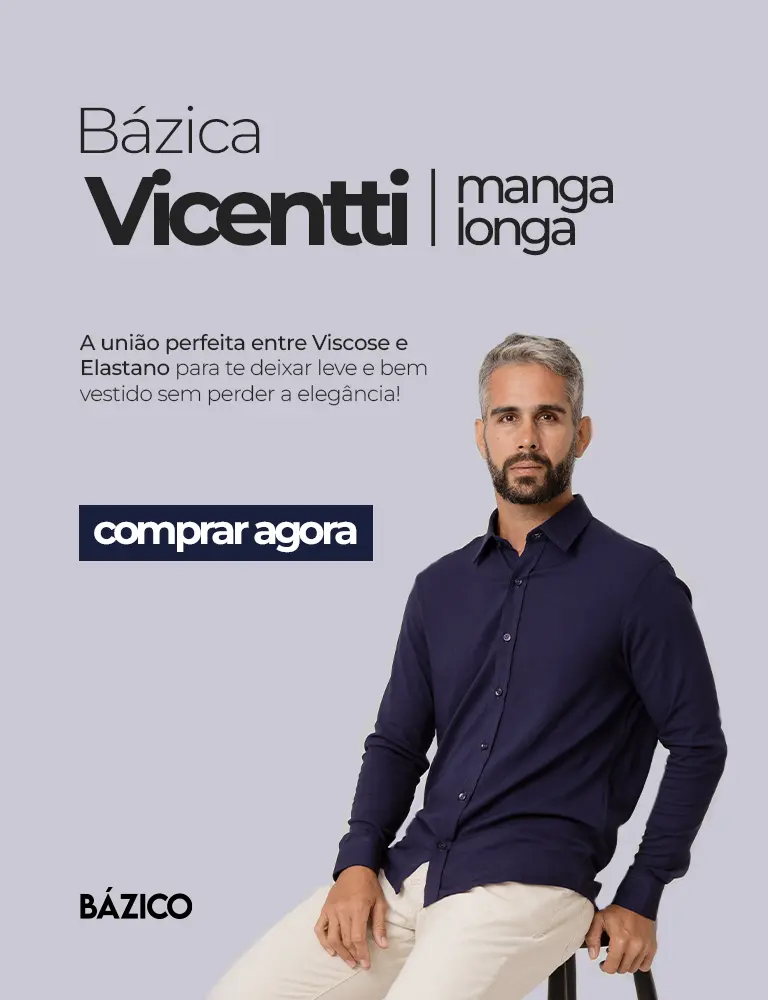 Bázica
Vicentti
manga
longa
A união perfeita entre Viscose e
Elastano para te deixar leve e bem
vestido sem perder a elegância!
comprar agora
BÁZICO